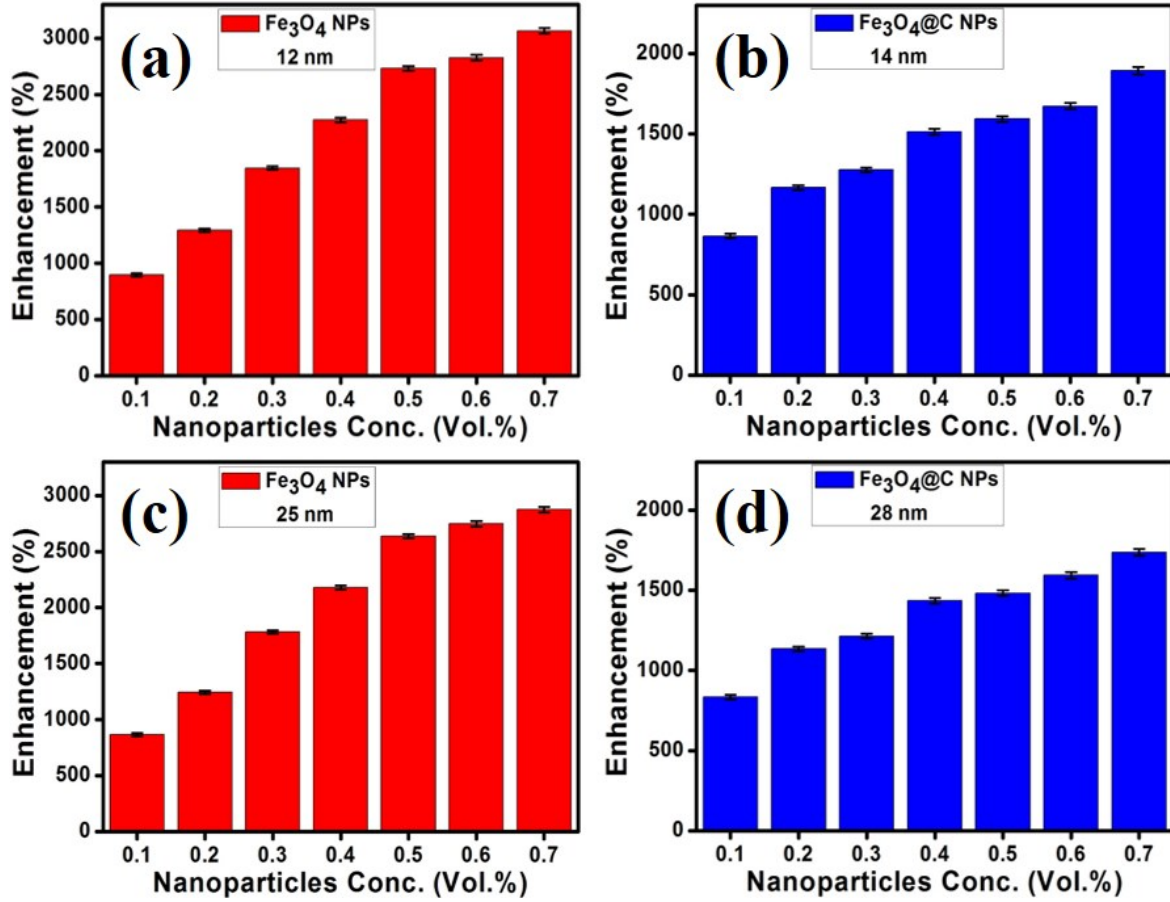 (a)
Fe₃O₄ NPs
12 nm
Enhancement (%)
3000
2500
2000
1500
1000
500
0
0.1 0.2 0.3 0.4 0.5 0.6 0.7
Nanoparticles Conc. (Vol.%)
(b)
Fe₃O₄@C NPs
14 nm
Enhancement (%)
2000
1500
1000
500
0
0.1 0.2 0.3 0.4 0.5 0.6 0.7
Nanoparticles Conc. (Vol.%)
(c)
Fe₃O₄ NPs
25 nm
Enhancement (%)
3000
2500
2000
1500
1000
500
0
0.1 0.2 0.3 0.4 0.5 0.6 0.7
Nanoparticles Conc. (Vol.%)
(d)
Fe₃O₄@C NPs
28 nm
Enhancement (%)
2000
1500
1000
500
0
0.1 0.2 0.3 0.4 0.5 0.6 0.7
Nanoparticles Conc. (Vol.%)